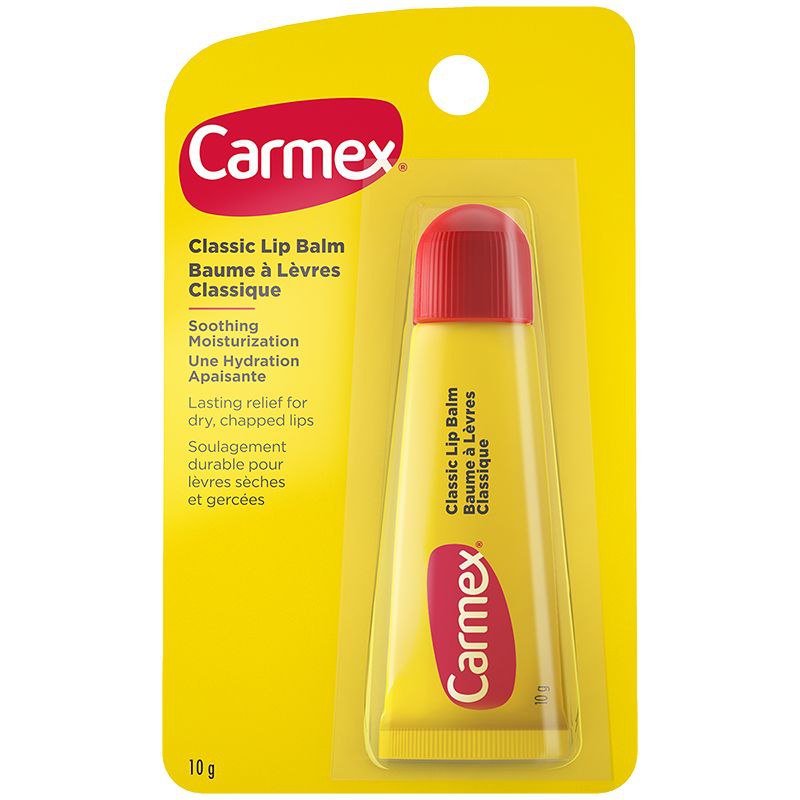 Carmex®
Classic Lip Balm
Baume à Lèvres
Classique
Soothing
Moisturization
Une Hydration
Apaisante
Lasting relief for
dry, chapped lips
Soulagement
durable pour
lèvres sèches
et gercées
10 g
Classic Lip Balm
Baume à Lèvres
Classique
Carmex®
10 g